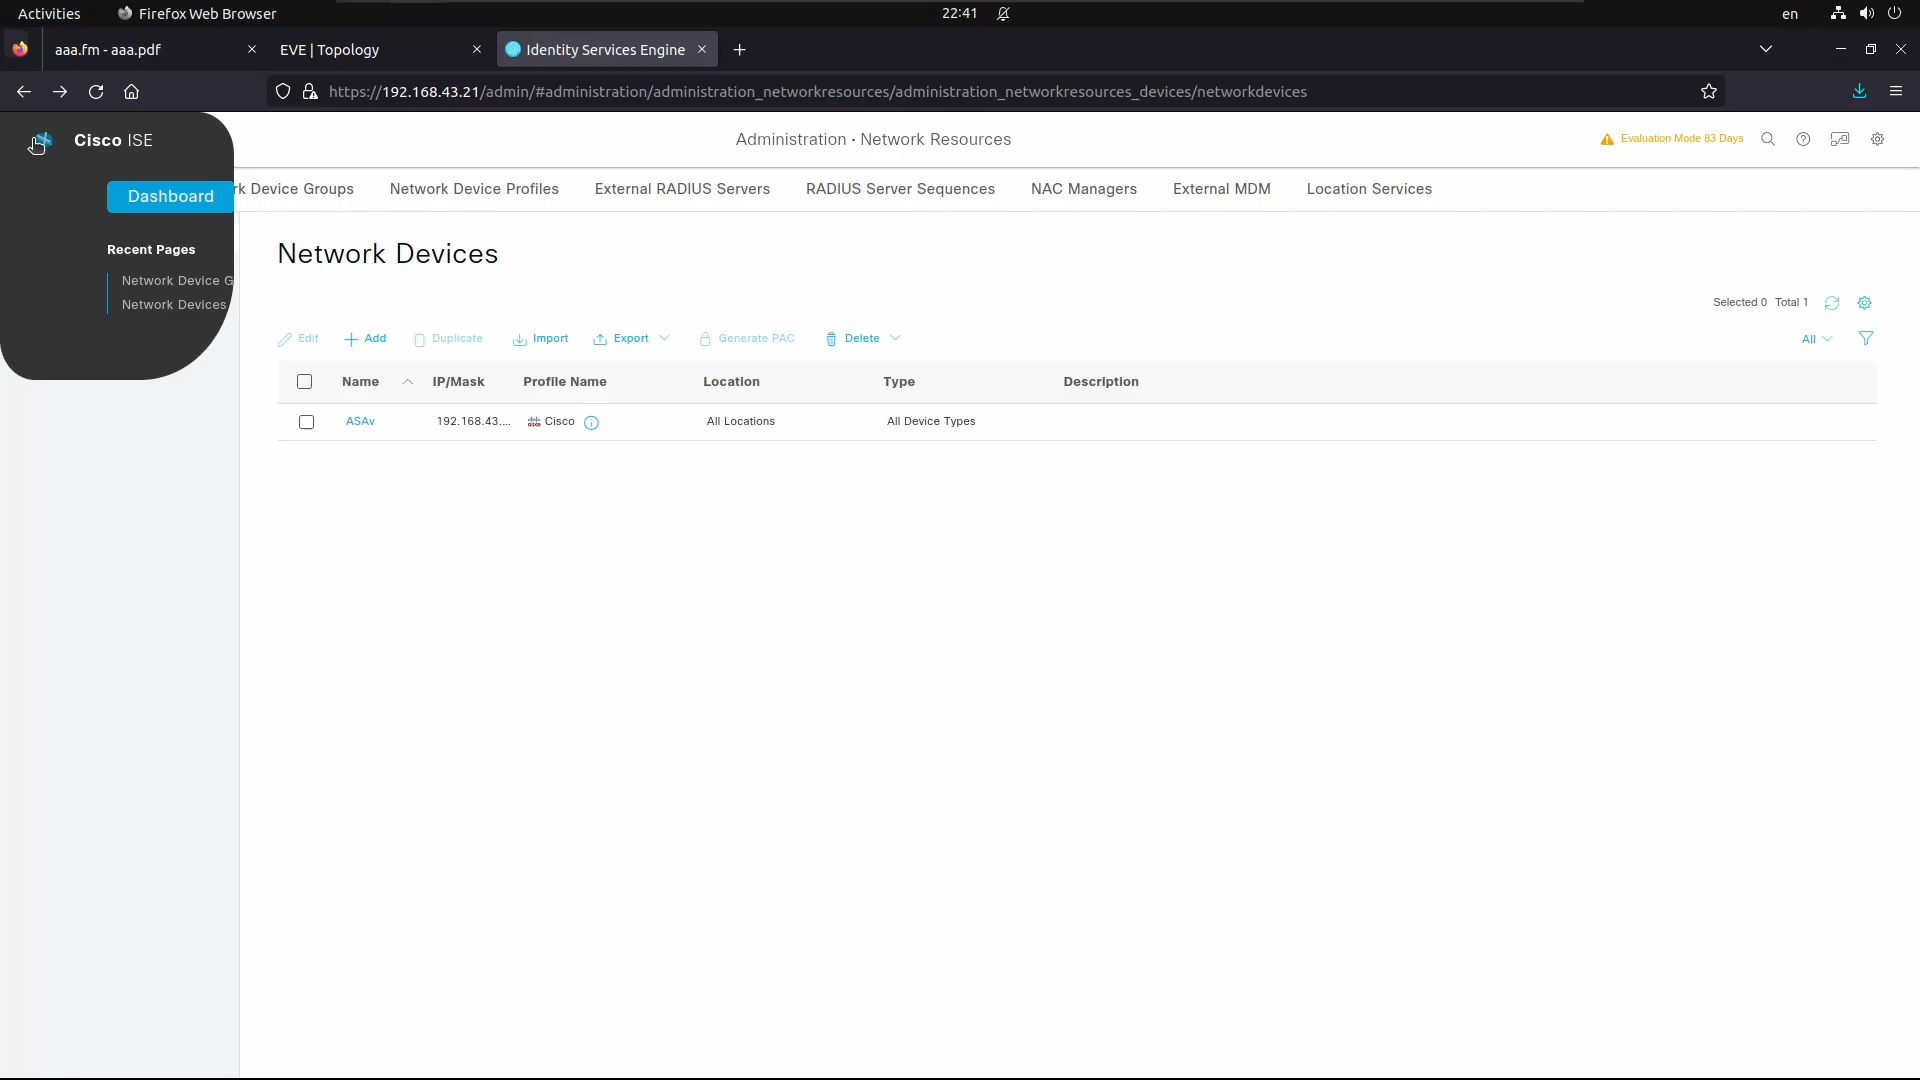 Activities Firefox Web Browser 22:41 en
aaa.fm - aaa.pdf EVE | Topology Identity Services Engine
https://192.168.43.21/admin/#administration/administration_networkresources/administration_networkresources_devices/networkdevices
Cisco ISE Administration · Network Resources Evaluation Mode 83 Days
Dashboard rk Device Groups Network Device Profiles External RADIUS Servers RADIUS Server Sequences NAC Managers External MDM Location Services
Recent Pages
Network Devices
Network Device G
Network Devices
Selected 0 Total 1
Edit Add Duplicate Import Export Generate PAC Delete All
Name IP/Mask Profile Name Location Type Description
ASAv 192.168.43.... Cisco All Locations All Device Types